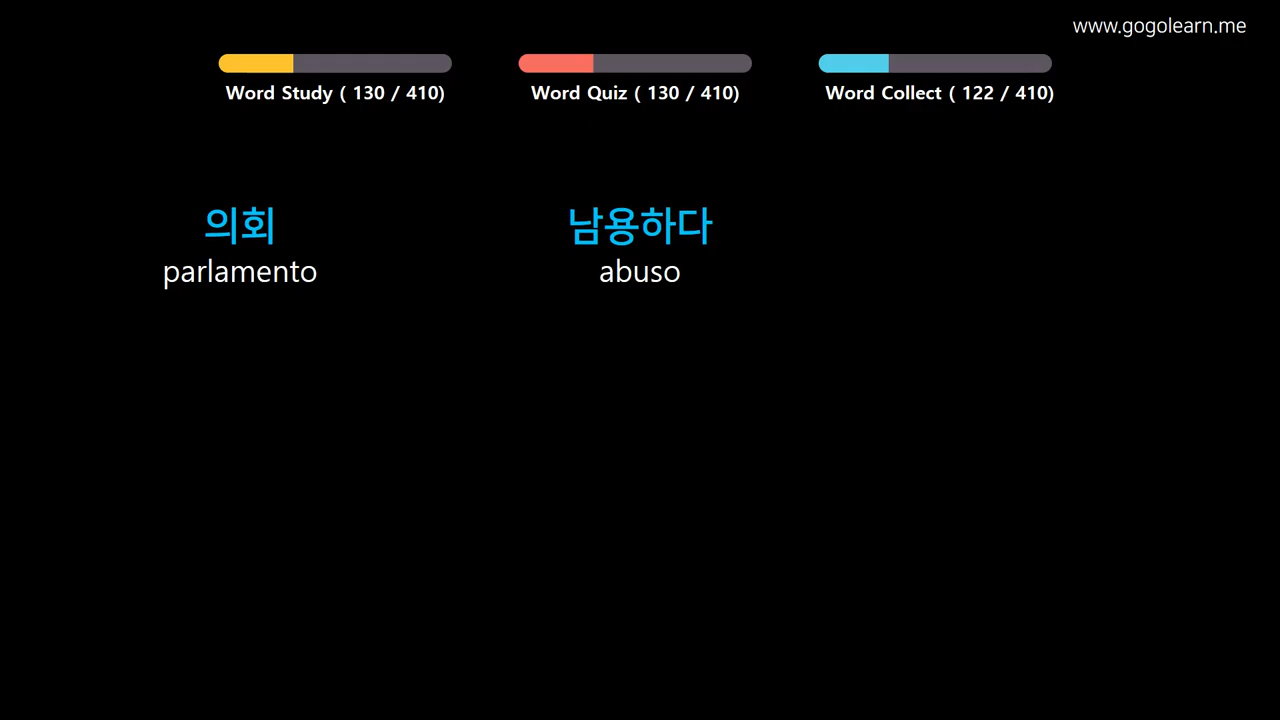 www.gogolearn.me
Word Study ( 130 / 410)
Word Quiz ( 130 / 410)
Word Collect ( 122 / 410)
의회
parlamento
남용하다
abuso